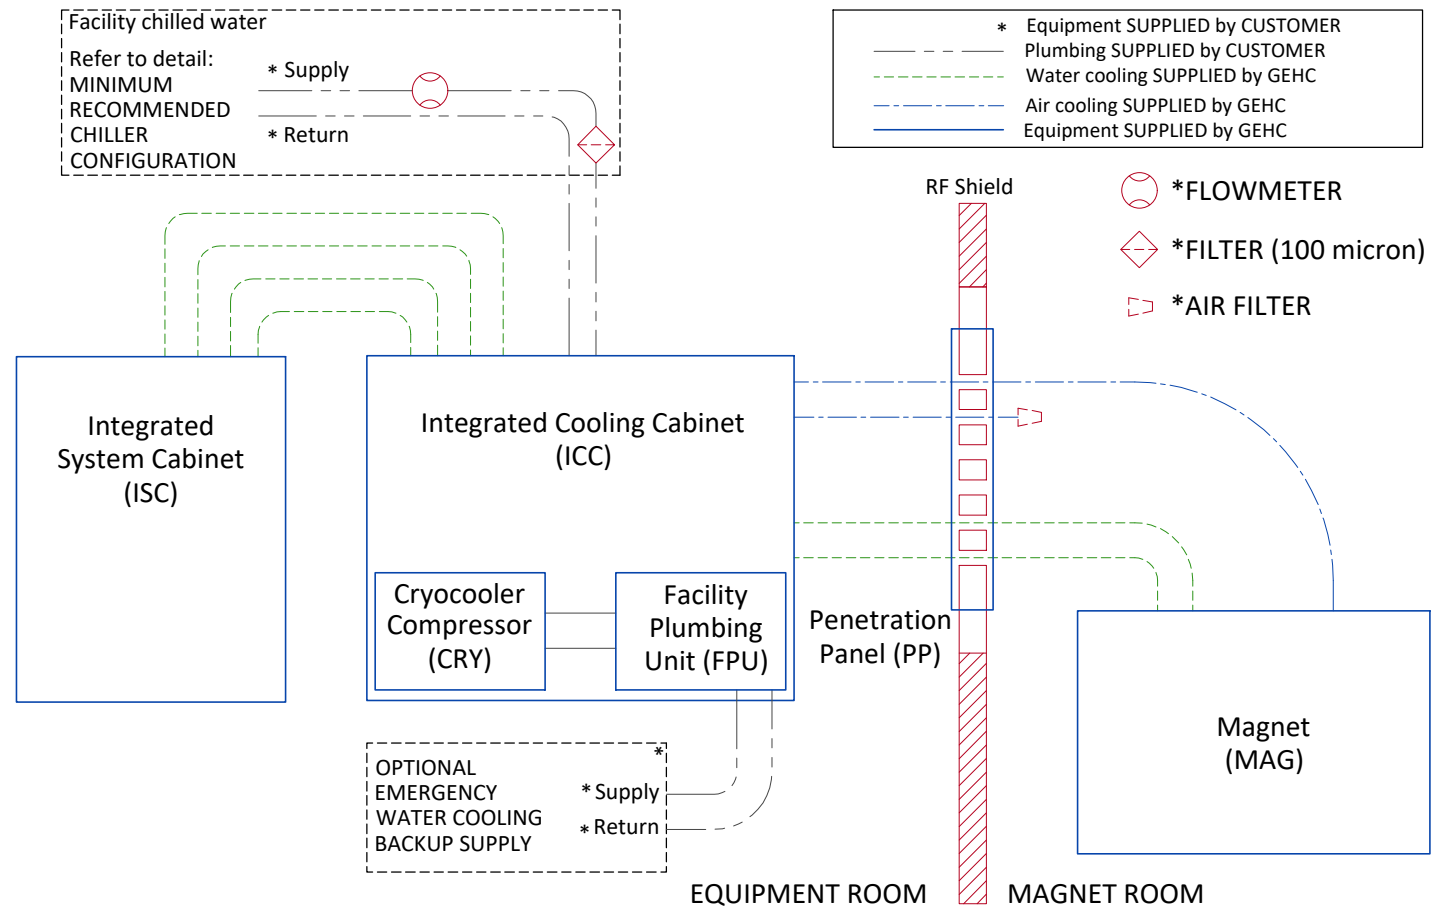 Facility chilled water
Refer to detail:
MINIMUM
RECOMMENDED
CHILLER
CONFIGURATION
* Supply
* Return
* Equipment SUPPLIED by CUSTOMER
Plumbing SUPPLIED by CUSTOMER
Water cooling SUPPLIED by GEHC
Air cooling SUPPLIED by GEHC
Equipment SUPPLIED by GEHC
RF Shield
*FLOWMETER
*FILTER (100 micron)
*AIR FILTER
Integrated
System Cabinet
(ISC)
Integrated Cooling Cabinet
(ICC)
Cryocooler
Compressor
(CRY)
Facility
Plumbing
Unit (FPU)
Penetration
Panel (PP)
Magnet
(MAG)
*
OPTIONAL
EMERGENCY
WATER COOLING
BACKUP SUPPLY
* Supply
* Return
EQUIPMENT ROOM
MAGNET ROOM